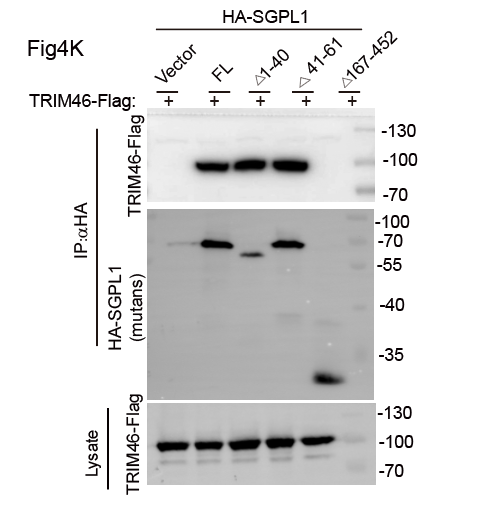 HA-SGPL1
Fig4K
Vector FL △1-40 △ 41-61 △167-452
TRIM46-Flag: + + + + +
IP:αHA
TRIM46-Flag
-130
-100
-70
HA-SGPL1
(mutans)
-100
-70
-55
-40
-35
Lysate
TRIM46-Flag
-130
-100
-70